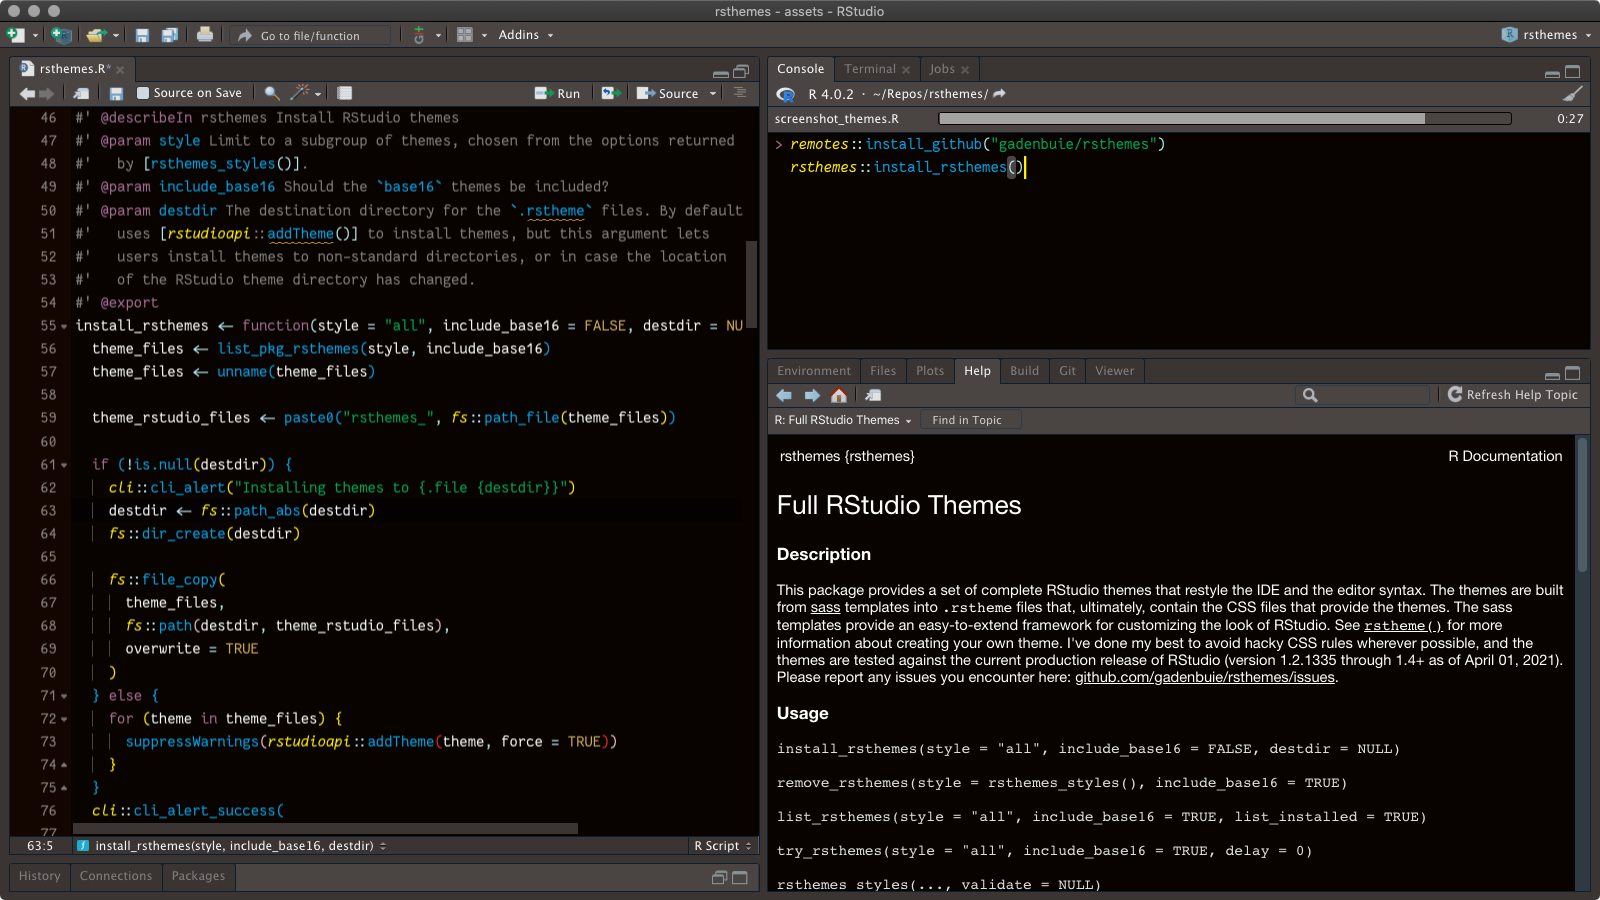 rsthemes - assets - RStudio
Go to file/function
Addins
rsthemes
rsthemes.R*
Source on Save
Run
Source
46 #' @describeIn rsthemes Install RStudio themes
47 #' @param style Limit to a subgroup of themes, chosen from the options returned
48 #'   by [rsthemes_styles()].
49 #' @param include_base16 Should the `base16` themes be included?
50 #' @param destdir The destination directory for the `.rstheme` files. By default
51 #'   uses [rstudioapi::addTheme()] to install themes, but this argument lets
52 #'   users install themes to non-standard directories, or in case the location
53 #'   of the RStudio theme directory has changed.
54 #' @export
55 install_rsthemes <- function(style = "all", include_base16 = FALSE, destdir = NU
56   theme_files <- list_pkg_rsthemes(style, include_base16)
57   theme_files <- unname(theme_files)
58
59   theme_rstudio_files <- paste0("rsthemes_", fs::path_file(theme_files))
60
61   if (!is.null(destdir)) {
62     cli::cli_alert("Installing themes to {.file {destdir}}")
63     destdir <- fs::path_abs(destdir)
64     fs::dir_create(destdir)
65
66     fs::file_copy(
67       theme_files,
68       fs::path(destdir, theme_rstudio_files),
69       overwrite = TRUE
70     )
71   } else {
72     for (theme in theme_files) {
73       suppressWarnings(rstudioapi::addTheme(theme, force = TRUE))
74     }
75   }
76   cli::cli_alert_success(
77
63:5 install_rsthemes(style, include_base16, destdir) R Script
History Connections Packages
Console Terminal Jobs
R 4.0.2 · ~/Repos/rsthemes/
screenshot_themes.R 0:27
> remotes::install_github("gadenbuie/rsthemes")
rsthemes::install_rsthemes()
Environment Files Plots Help Build Git Viewer
Refresh Help Topic
R: Full RStudio Themes Find in Topic
rsthemes {rsthemes} R Documentation
Full RStudio Themes
Description
This package provides a set of complete RStudio themes that restyle the IDE and the editor syntax. The themes are built
from sass templates into .rstheme files that, ultimately, contain the CSS files that provide the themes. The sass
templates provide an easy-to-extend framework for customizing the look of RStudio. See rstheme() for more
information about creating your own theme. I've done my best to avoid hacky CSS rules wherever possible, and the
themes are tested against the current production release of RStudio (version 1.2.1335 through 1.4+ as of April 01, 2021).
Please report any issues you encounter here: github.com/gadenbuie/rsthemes/issues.
Usage
install_rsthemes(style = "all", include_base16 = FALSE, destdir = NULL)
remove_rsthemes(style = rsthemes_styles(), include_base16 = TRUE)
list_rsthemes(style = "all", include_base16 = TRUE, list_installed = TRUE)
try_rsthemes(style = "all", include_base16 = TRUE, delay = 0)
rsthemes_styles(..., validate = NULL)